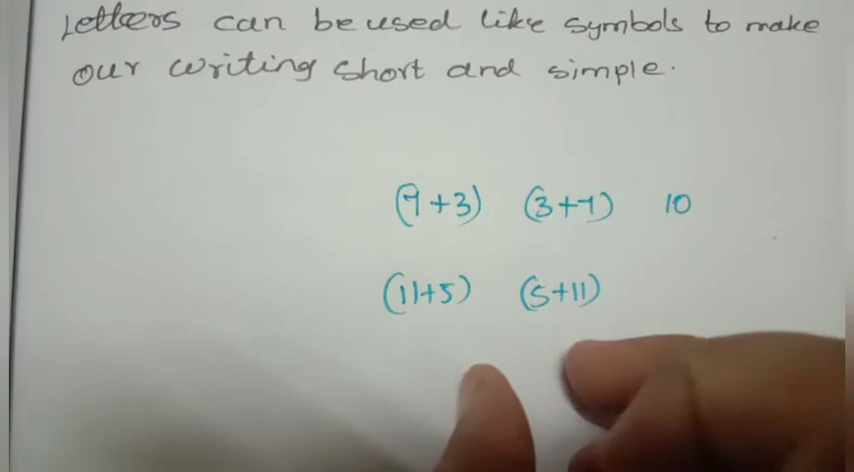 Letters can be used like symbols to make
our writing short and simple.
(7+3) (3+7) 10
(11+5) (5+11)